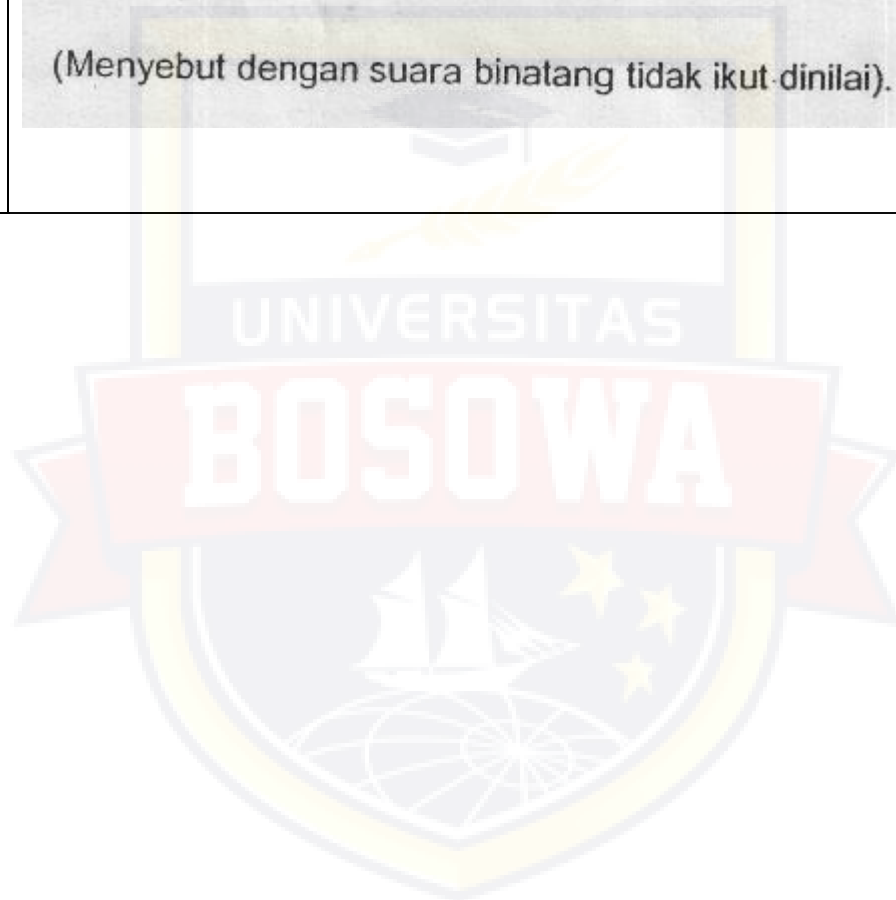 (Menyebut dengan suara binatang tidak ikut dinilai).
UNIVERSITAS
BOSOWA